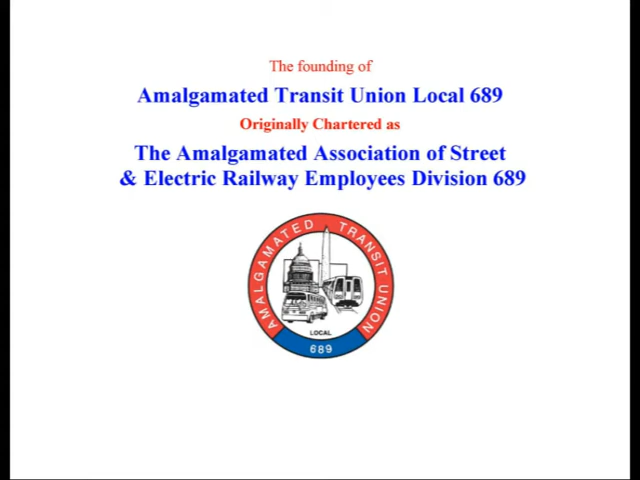 The founding of
Amalgamated Transit Union Local 689
Originally Chartered as
The Amalgamated Association of Street
& Electric Railway Employees Division 689
AMALGAMATED TRANSIT UNION
LOCAL
689